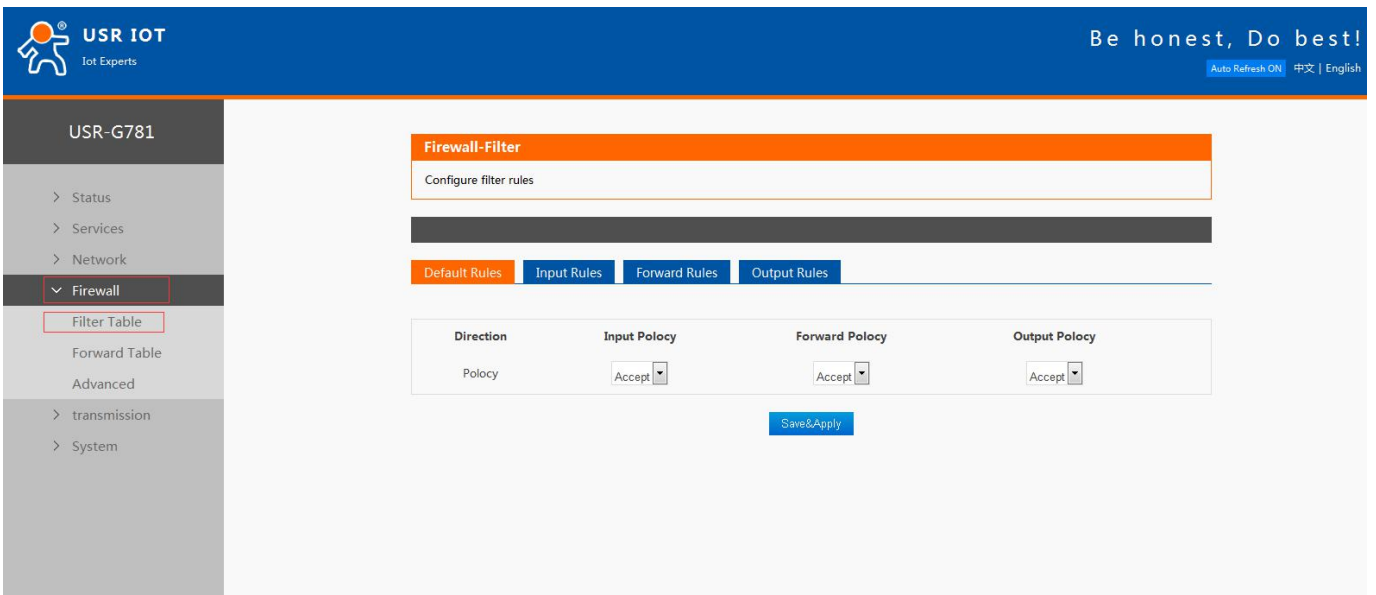 USR IOT
Iot Experts
®
Be honest, Do best!
Auto Refresh ON 中文 | English
USR-G781
Status
Services
Network
Firewall
Filter Table
Forward Table
Advanced
transmission
System
Firewall-Filter
Configure filter rules
Default Rules Input Rules Forward Rules Output Rules
Direction Input Polocy Forward Polocy Output Polocy
Polocy Accept Accept Accept
Save&Apply